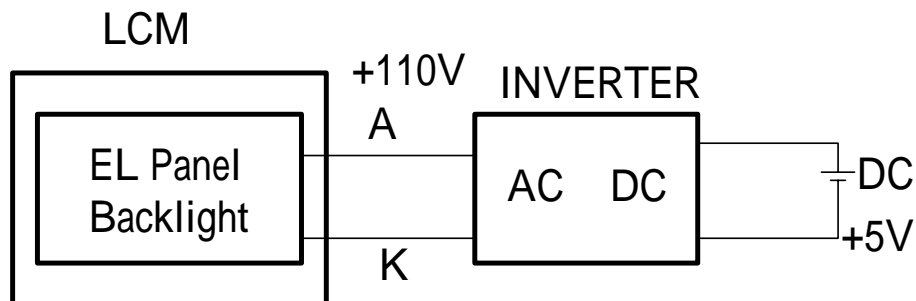 LCM
+110V
INVERTER
A
EL Panel
Backlight
AC DC
DC
+5V
K